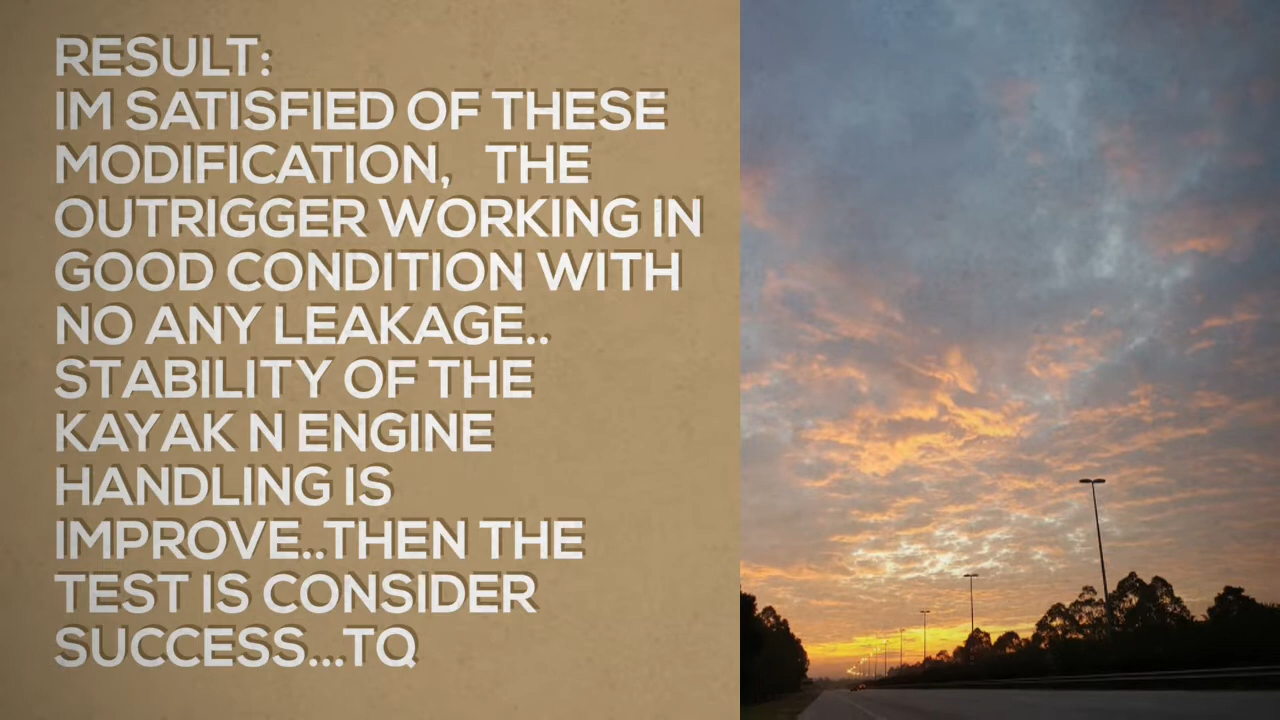 RESULT:
IM SATISFIED OF THESE
MODIFICATION,   THE
OUTRIGGER WORKING IN
GOOD CONDITION WITH
NO ANY LEAKAGE..
STABILITY OF THE
KAYAK N ENGINE
HANDLING IS
IMPROVE..THEN THE
TEST IS CONSIDER
SUCCESS...TQ